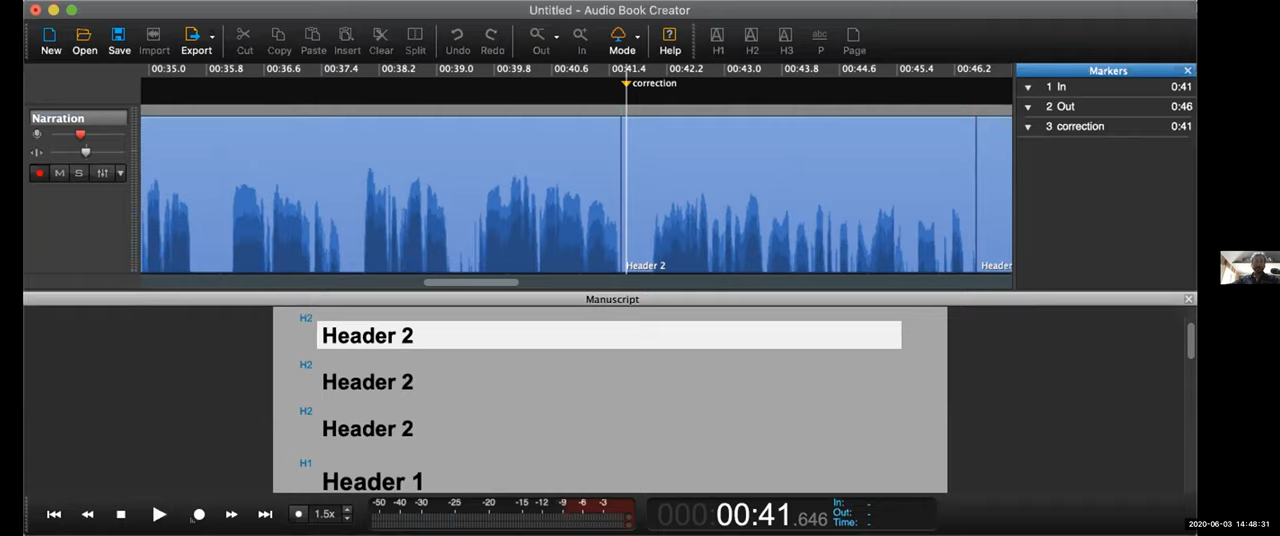 Untitled - Audio Book Creator
New Open Save Import Export Cut Copy Paste Insert Clear Split Undo Redo Out In Mode Help H1 H2 H3 P Page
abc
00:35.0 00:35.8 00:36.6 00:37.4 00:38.2 00:39.0 00:39.8 00:40.6 00:41.4 00:42.2 00:43.0 00:43.8 00:44.6 00:45.4 00:46.2
Markers
correction
1 In 0:41
2 Out 0:46
3 correction 0:41
Narration
M S
Header 2 Header
Manuscript
H2
Header 2
H2
Header 2
H2
Header 2
H1
Header 1
1.5x
-50 -40 -30 -25 -20 -15 -12 -9 -6 -3
000:00:41.646
In: -
Out: -
Time: -
2020-06-03 14:48:31